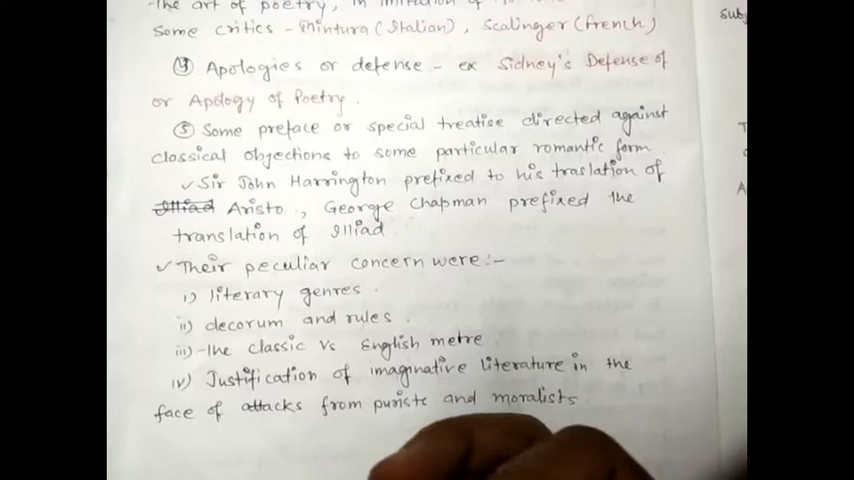 The art of poetry, in imitation of
Some critics - Mintura (Italian), Scalinger (French)
④ Apologies or defense - ex Sidney's Defense of
or Apology of Poetry.
⑤ Some preface or special treatise directed against
classical objections to some particular romantic form
✓ Sir John Harrington prefixed to his traslation of
Aristo., George Chapman prefixed the
translation of Illiad
✓ Their peculiar concern were:-
i) literary genres.
ii) decorum and rules.
iii) The classic Vs English metre
iv) Justification of imaginative literature in the
face of attacks from purists and moralists
Subj
T
A